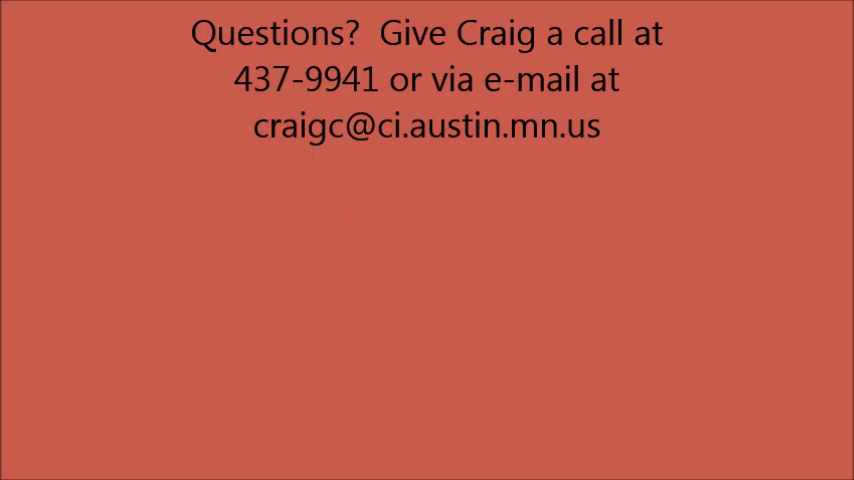 Questions?  Give Craig a call at
437-9941 or via e-mail at
craigc@ci.austin.mn.us